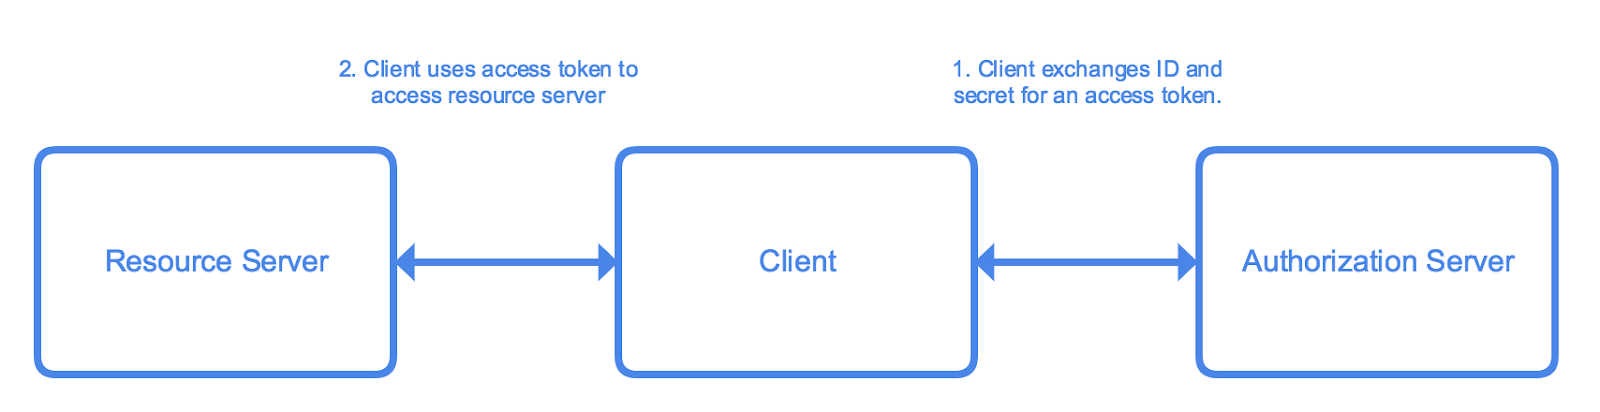 2. Client uses access token to
access resource server
1. Client exchanges ID and
secret for an access token.
Resource Server
Client
Authorization Server